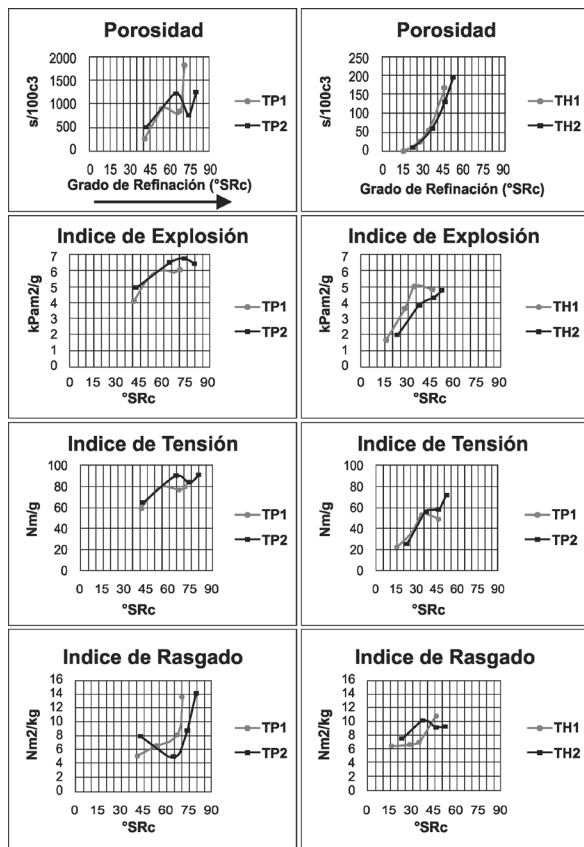 Porosidad
s/100c3
2000
1500
1000
500
0
0 15 30 45 60 75 90
Grado de Refinación (°SRc)
TP1
TP2
Porosidad
s/100c3
250
200
150
100
50
0
0 15 30 45 60 75 90
Grado de Refinación (°SRc)
TH1
TH2
Indice de Explosión
kPam2/g
7
6
5
4
3
2
1
0
0 15 30 45 60 75 90
°SRc
TP1
TP2
Indice de Explosión
kPam2/g
7
6
5
4
3
2
1
0
0 15 30 45 60 75 90
°SRc
TH1
TH2
Indice de Tensión
Nm/g
100
80
60
40
20
0
0 15 30 45 60 75 90
°SRc
TP1
TP2
Indice de Tensión
Nm/g
100
80
60
40
20
0
0 15 30 45 60 75 90
°SRc
TP1
TP2
Indice de Rasgado
Nm2/kg
16
14
12
10
8
6
4
2
0
0 15 30 45 60 75 90
°SRc
TP1
TP2
Indice de Rasgado
Nm2/kg
16
14
12
10
8
6
4
2
0
0 15 30 45 60 75 90
°SRc
TH1
TH2